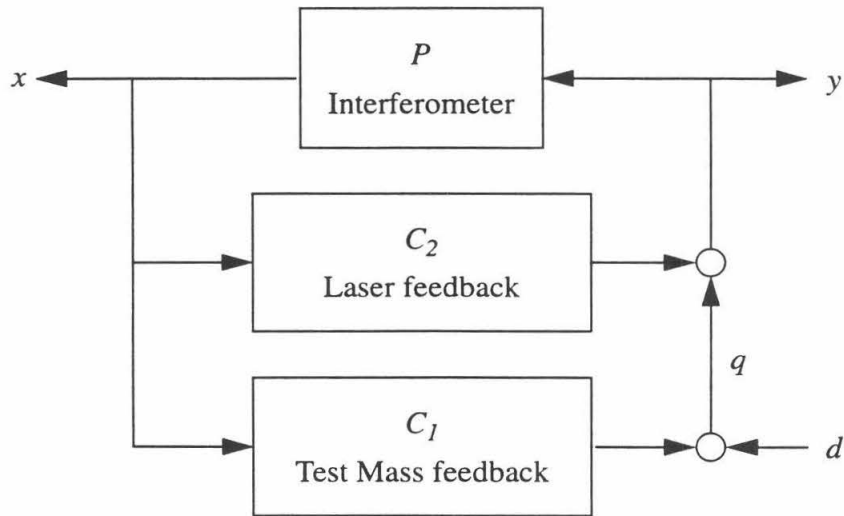 P
x
y
Interferometer
C2
Laser feedback
q
C1
d
Test Mass feedback